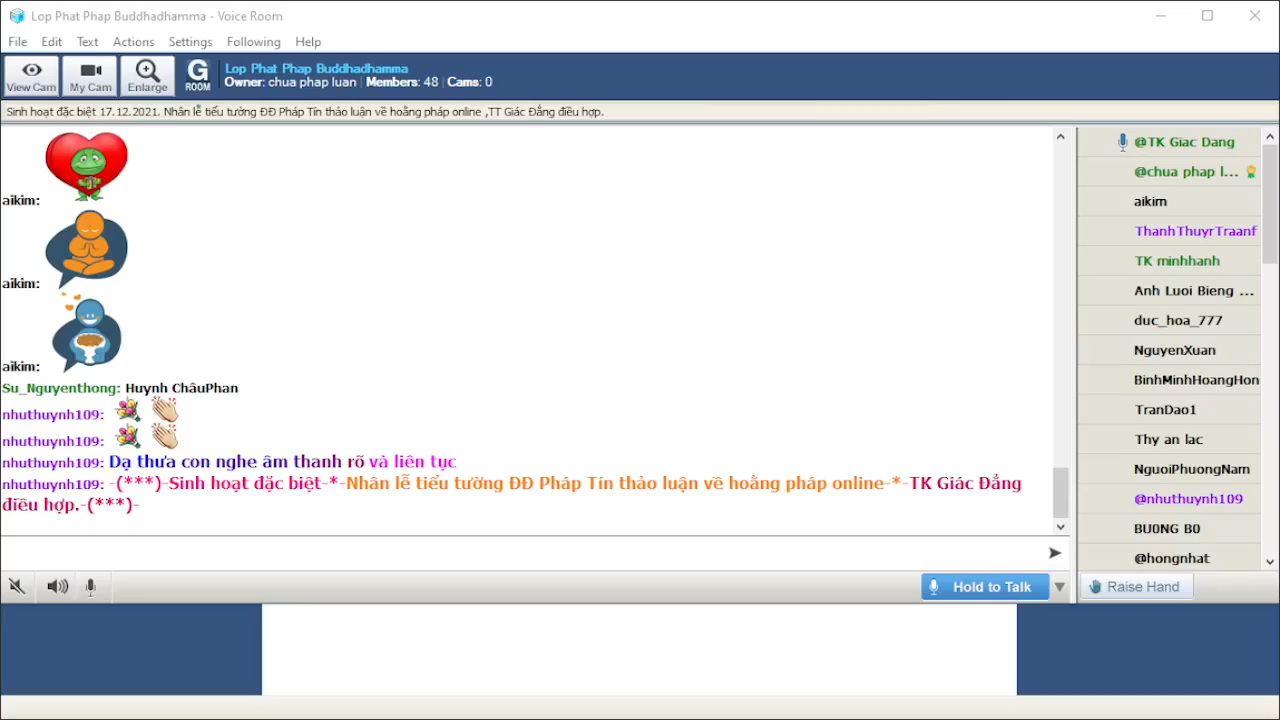 Lop Phat Phap Buddhadhamma - Voice Room
File Edit Text Actions Settings Following Help
View Cam My Cam Enlarge G ROOM
Lop Phat Phap Buddhadhamma
Owner: chua phap luan | Members: 48 | Cams: 0
Sinh hoạt đặc biệt 17.12.2021. Nhân lễ tiểu tường ĐĐ Pháp Tín thảo luận về hoằng pháp online ,TT Giác Đẳng điều hợp.
aikim:
aikim:
aikim:
Su_Nguyenthong: Huynh ChâuPhan
nhuthuynh109:
nhuthuynh109:
nhuthuynh109: Dạ thưa con nghe âm thanh rõ và liên tục
nhuthuynh109: -(***)-Sinh hoạt đặc biệt-*-Nhân lễ tiểu tường ĐĐ Pháp Tín thảo luận về hoằng pháp online-*-TK Giác Đẳng
điều hợp.-(***)-
@TK Giac Dang
@chua phap l...
aikim
ThanhThuyrTraanf
TK minhhanh
Anh Luoi Bieng ...
duc_hoa_777
NguyenXuan
BinhMinhHoangHon
TranDao1
Thy an lac
NguoiPhuongNam
@nhuthuynh109
BU0NG B0
@hongnhat
Hold to Talk
Raise Hand